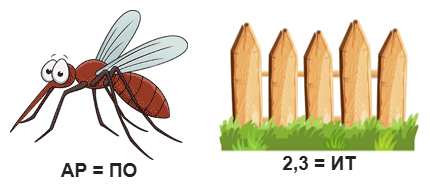 АР = ПО
2,3 = ИТ